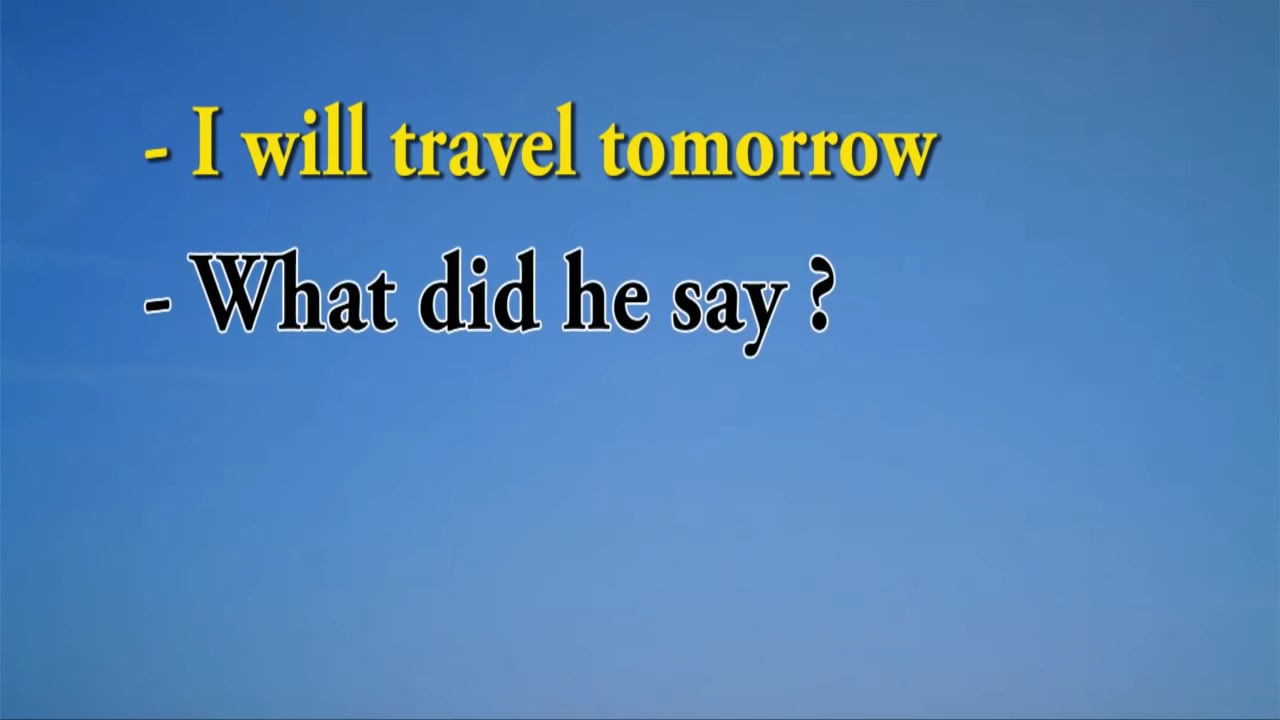 - I will travel tomorrow
- What did he say ?